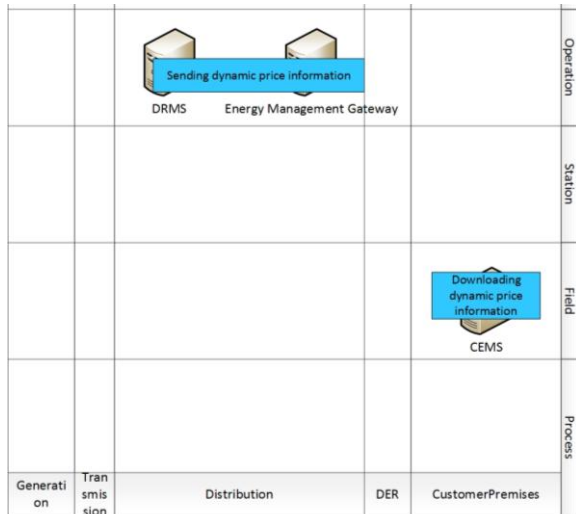 Operation
Sending dynamic price information
DRMS
Energy Management Gateway
Station
Downloading
dynamic price
information
Field
CEMS
Process
Generati
on
Tran
smis
sion
Distribution
DER
CustomerPremises